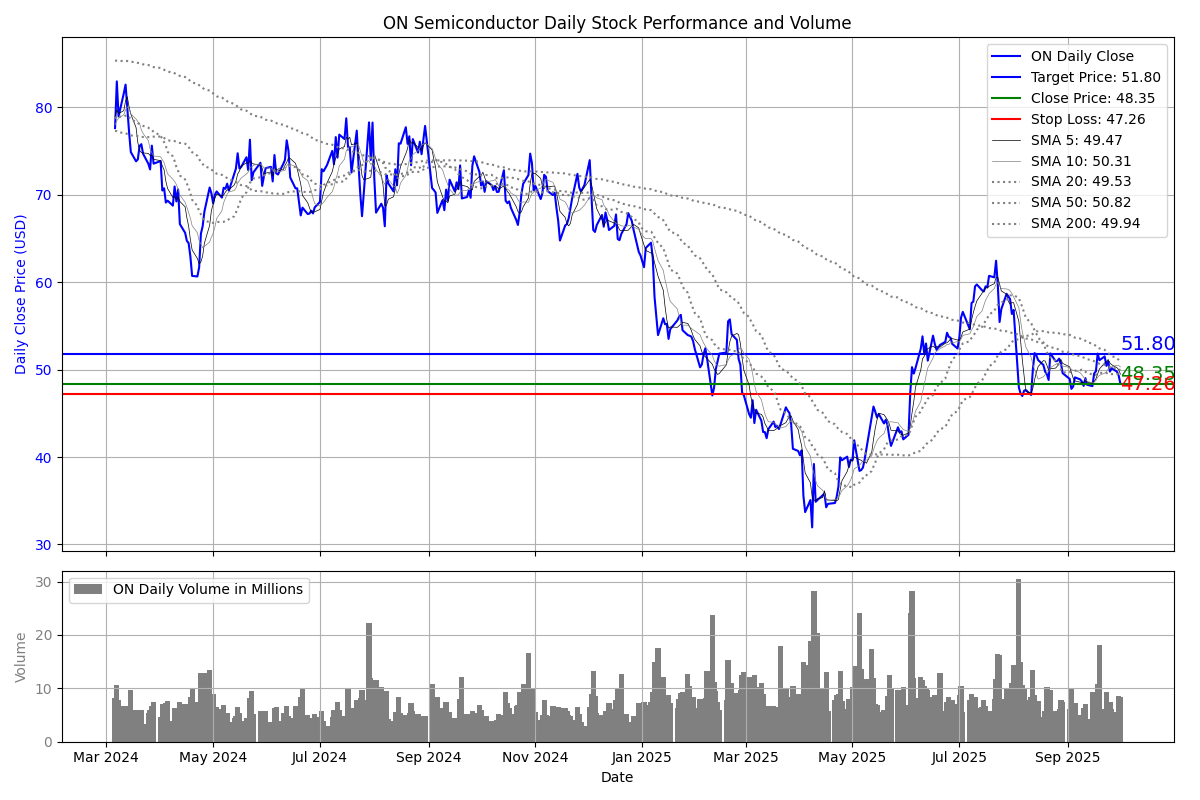 ON Semiconductor Daily Stock Performance and Volume
Daily Close Price (USD)
80
70
60
50
40
30
ON Daily Close
Target Price: 51.80
Close Price: 48.35
Stop Loss: 47.26
SMA 5: 49.47
SMA 10: 50.31
SMA 20: 49.53
SMA 50: 50.82
SMA 200: 49.94
51.80
48.35
47.26
Volume
30
20
10
0
ON Daily Volume in Millions
Mar 2024 May 2024 Jul 2024 Sep 2024 Nov 2024 Jan 2025 Mar 2025 May 2025 Jul 2025 Sep 2025
Date